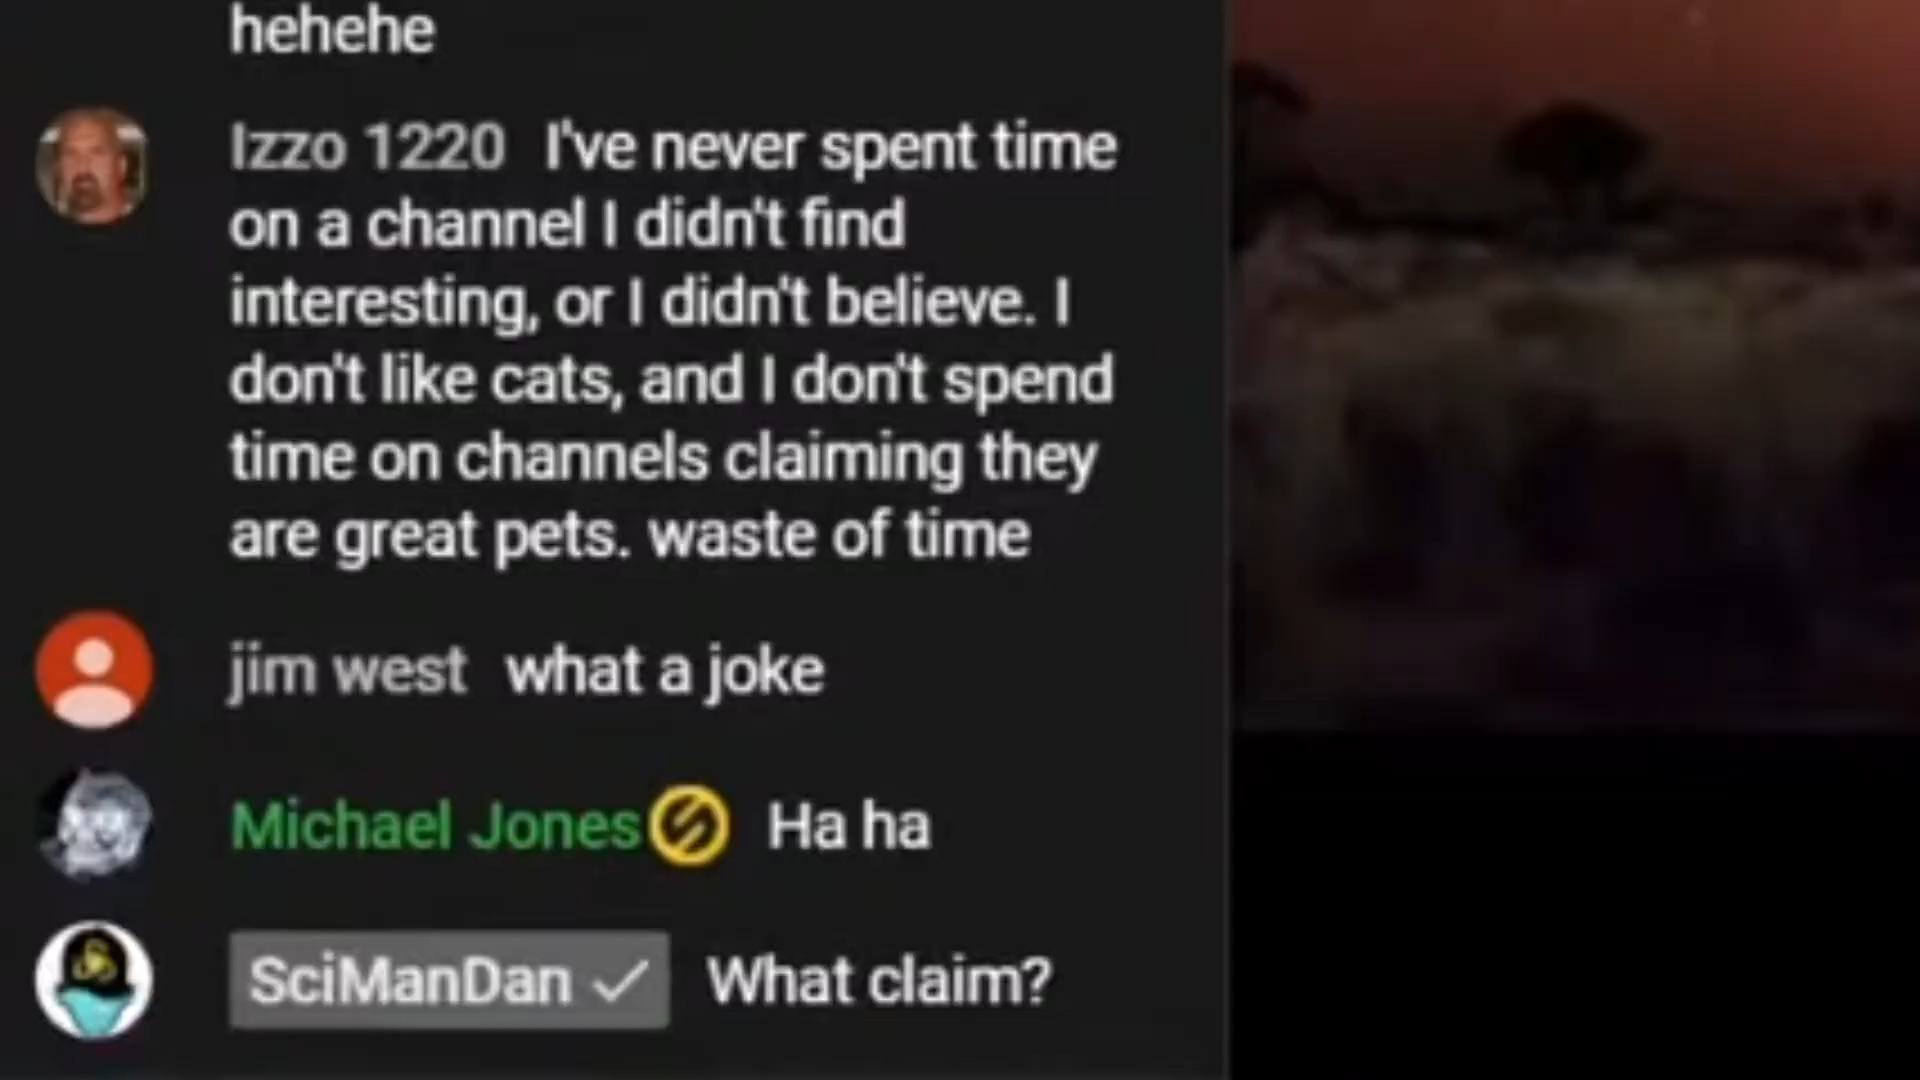 hehehe
Izzo 1220 I've never spent time
on a channel I didn't find
interesting, or I didn't believe. I
don't like cats, and I don't spend
time on channels claiming they
are great pets. waste of time
jim west what a joke
Michael Jones Ha ha
SciManDan What claim?